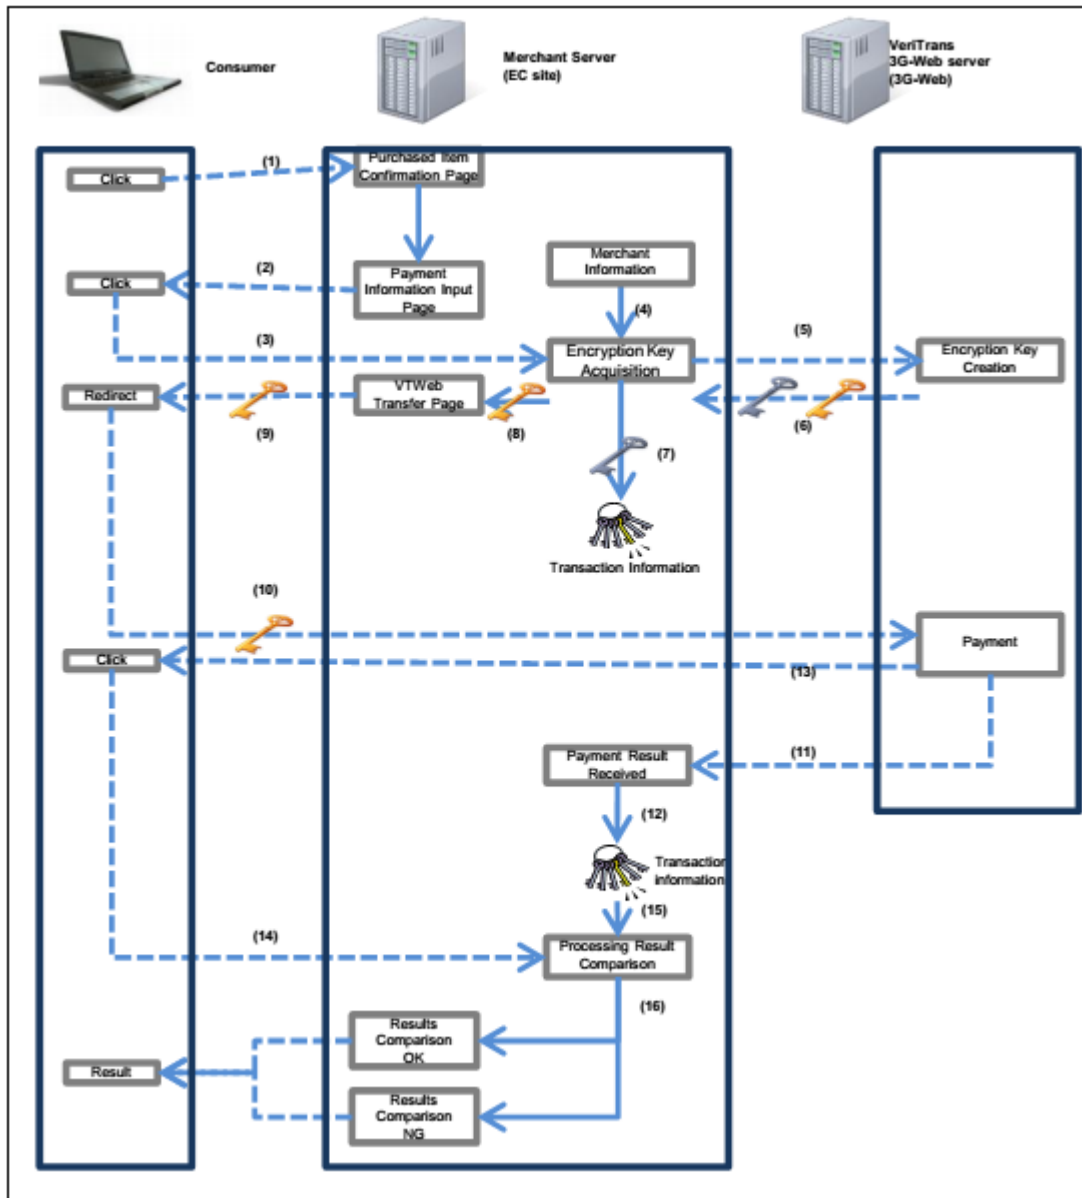 Consumer
Merchant Server
(EC site)
VeriTrans
3G-Web server
(3G-Web)
(1)
Purchased Item
Confirmation Page
Click
(2)
Click
Payment
Information Input
Page
Merchant
Information
(4)
(3)
(5)
Encryption Key
Acquisition
Encryption Key
Creation
Redirect
VTWeb
Transfer Page
(9)
(8)
(6)
(7)
Transaction Information
(10)
Click
Payment
(13)
Payment Result
Received
(11)
(12)
Transaction
information
(15)
(14)
Processing Result
Comparison
(16)
Results
Comparison
OK
Result
Results
Comparison
NG